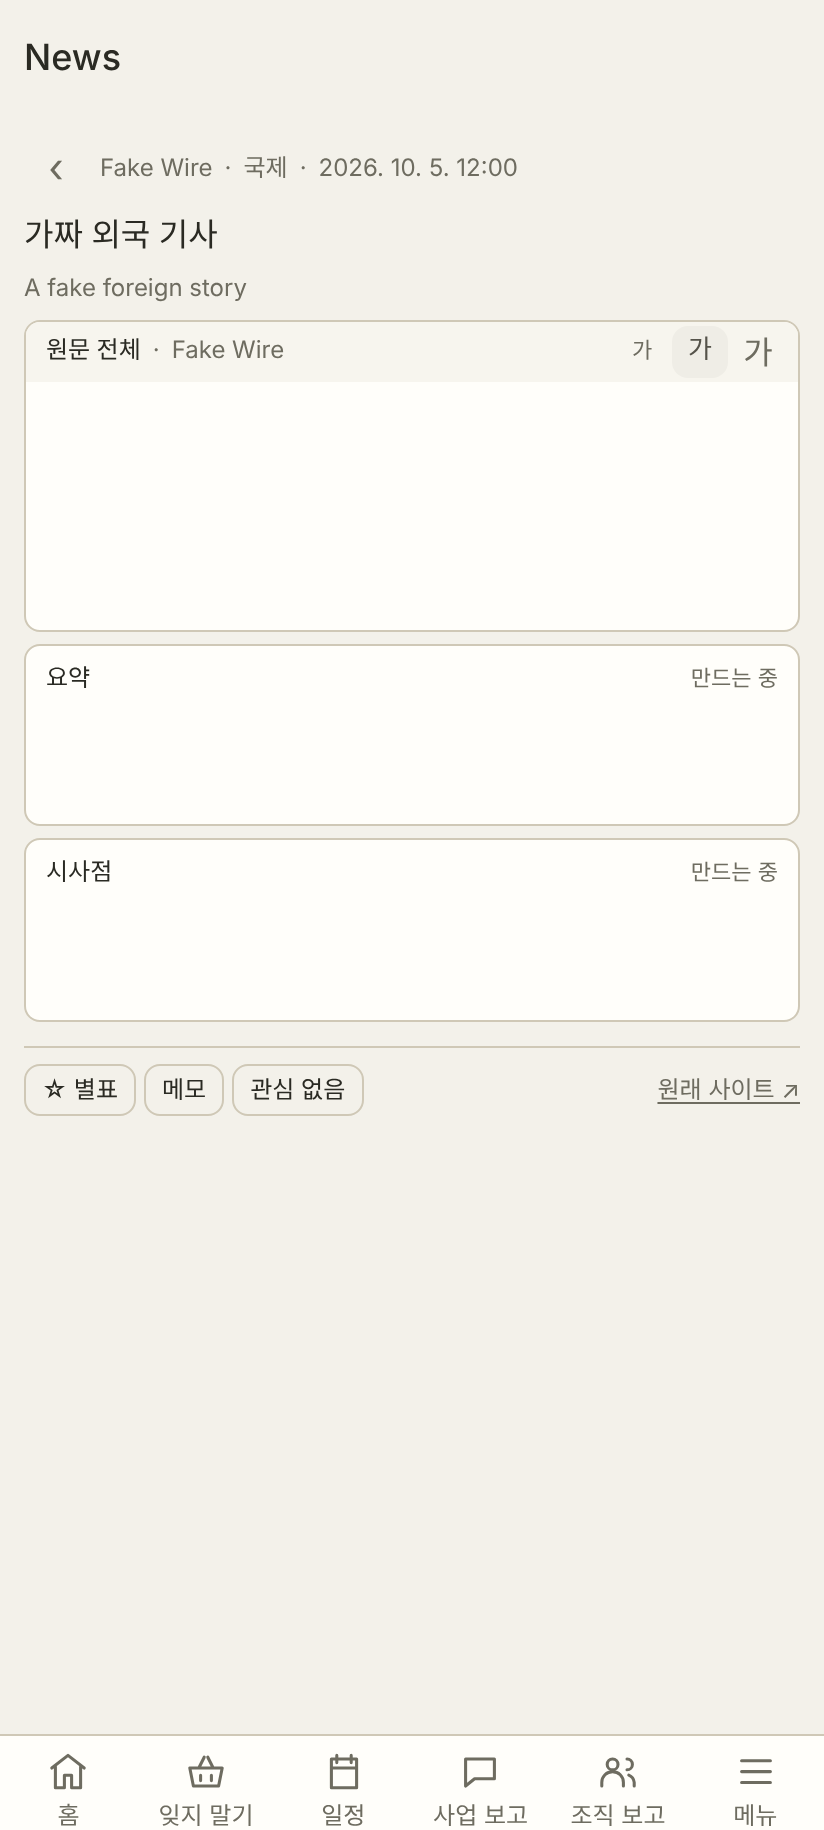 News
‹ Fake Wire · 국제 · 2026. 10. 5. 12:00
가짜 외국 기사
A fake foreign story
원문 전체 · Fake Wire 가 가 가
요약 만드는 중
시사점 만드는 중
☆ 별표 메모 관심 없음 원래 사이트 ↗
홈 잊지 말기 일정 사업 보고 조직 보고 메뉴